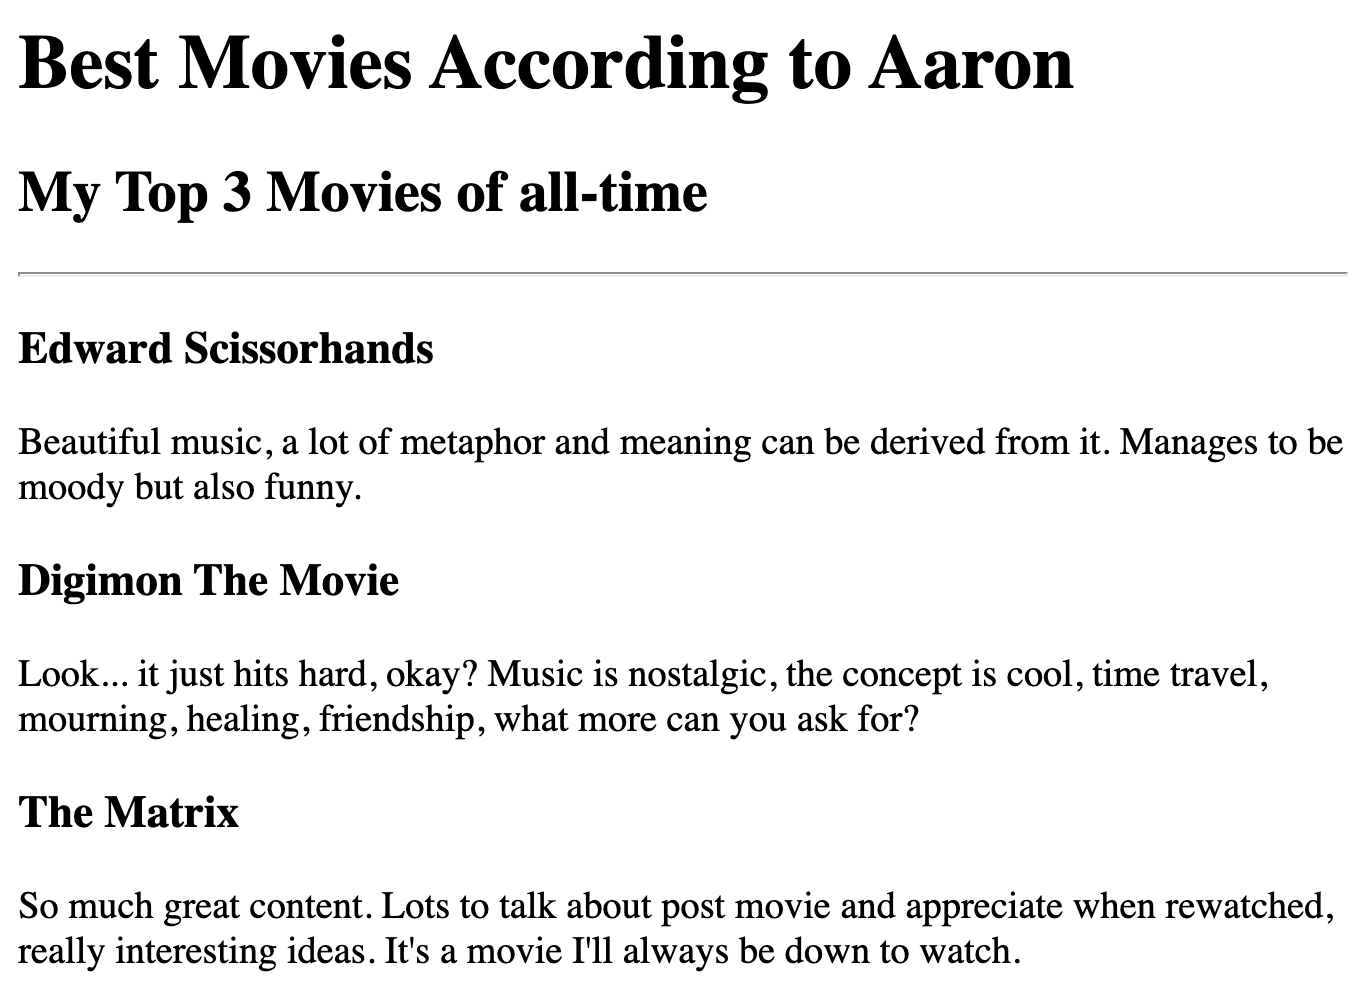 Best Movies According to Aaron
My Top 3 Movies of all-time
Edward Scissorhands
Beautiful music, a lot of metaphor and meaning can be derived from it. Manages to be
moody but also funny.
Digimon The Movie
Look... it just hits hard, okay? Music is nostalgic, the concept is cool, time travel,
mourning, healing, friendship, what more can you ask for?
The Matrix
So much great content. Lots to talk about post movie and appreciate when rewatched,
really interesting ideas. It's a movie I'll always be down to watch.